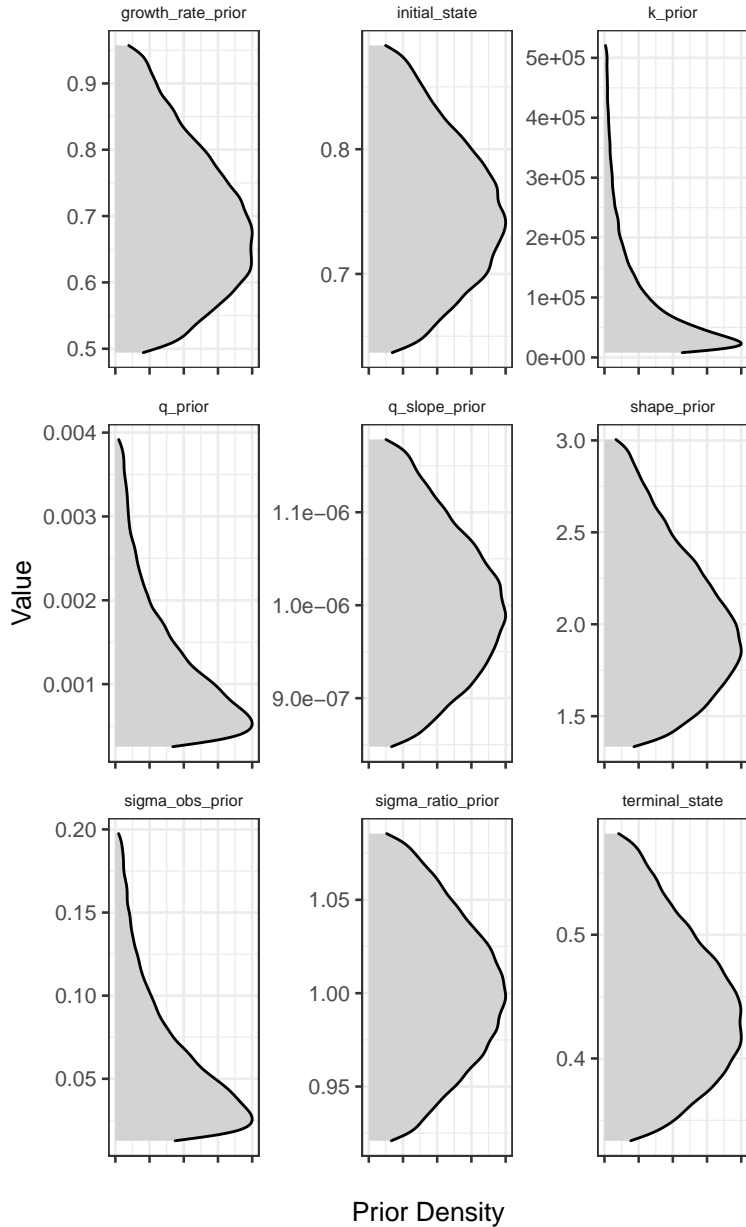 growth_rate_prior
initial_state
k_prior
0.9
0.8
0.7
0.6
0.5
0.8
0.7
5e+05
4e+05
3e+05
2e+05
1e+05
0e+00
q_prior
q_slope_prior
shape_prior
0.004
0.003
0.002
0.001
1.1e−06
1.0e−06
9.0e−07
3.0
2.5
2.0
1.5
Value
sigma_obs_prior
sigma_ratio_prior
terminal_state
0.20
0.15
0.10
0.05
1.05
1.00
0.95
0.5
0.4
Prior Density